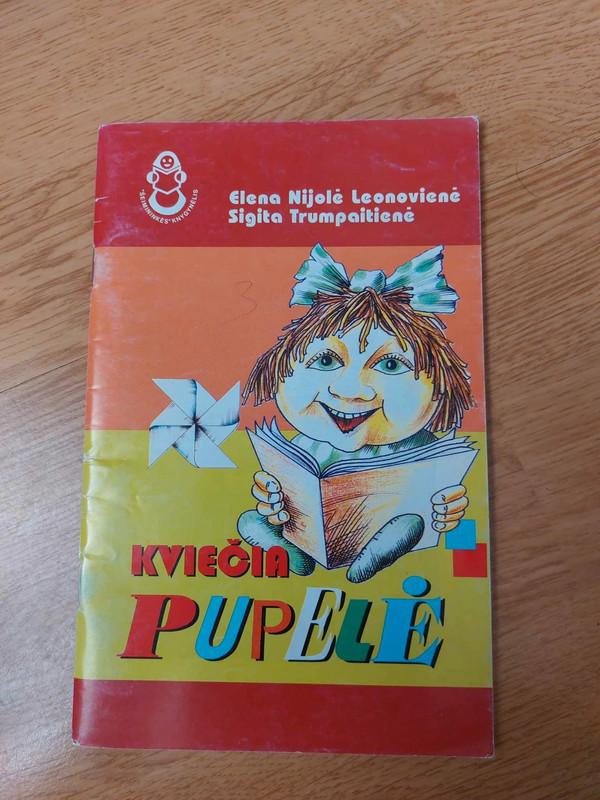 "ŠEIMININKĖS" KNYGYNĖLIS
Elena Nijolė Leonovienė
Sigita Trumpaitienė
3
KVIEČIA
PUPELĖ